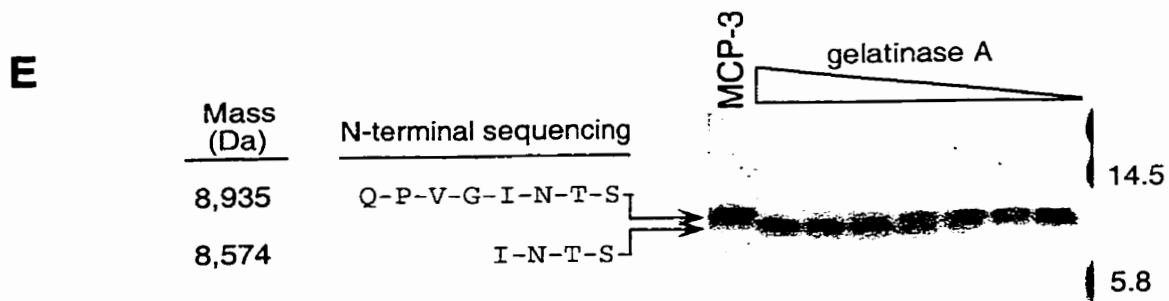 E
MCP-3
gelatinase A
Mass
(Da)
N-terminal sequencing
8,935
Q-P-V-G-I-N-T-S
8,574
I-N-T-S
14.5
5.8